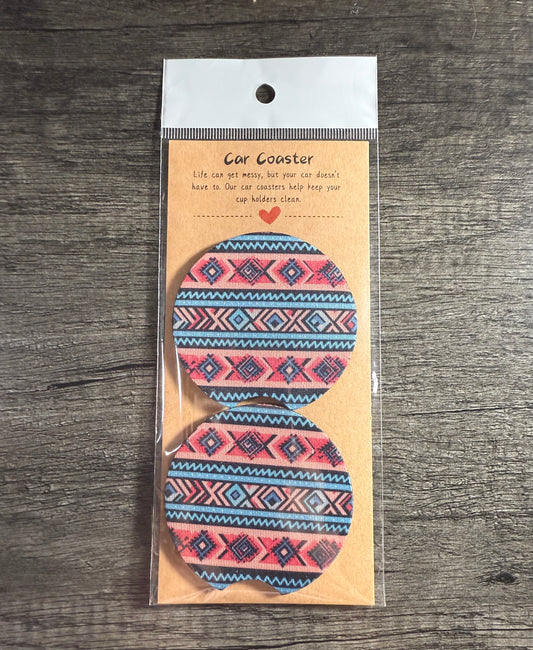 Car Coaster
Life can get messy, but your car doesn't
have to. Our car coasters help keep your
cup holders clean.